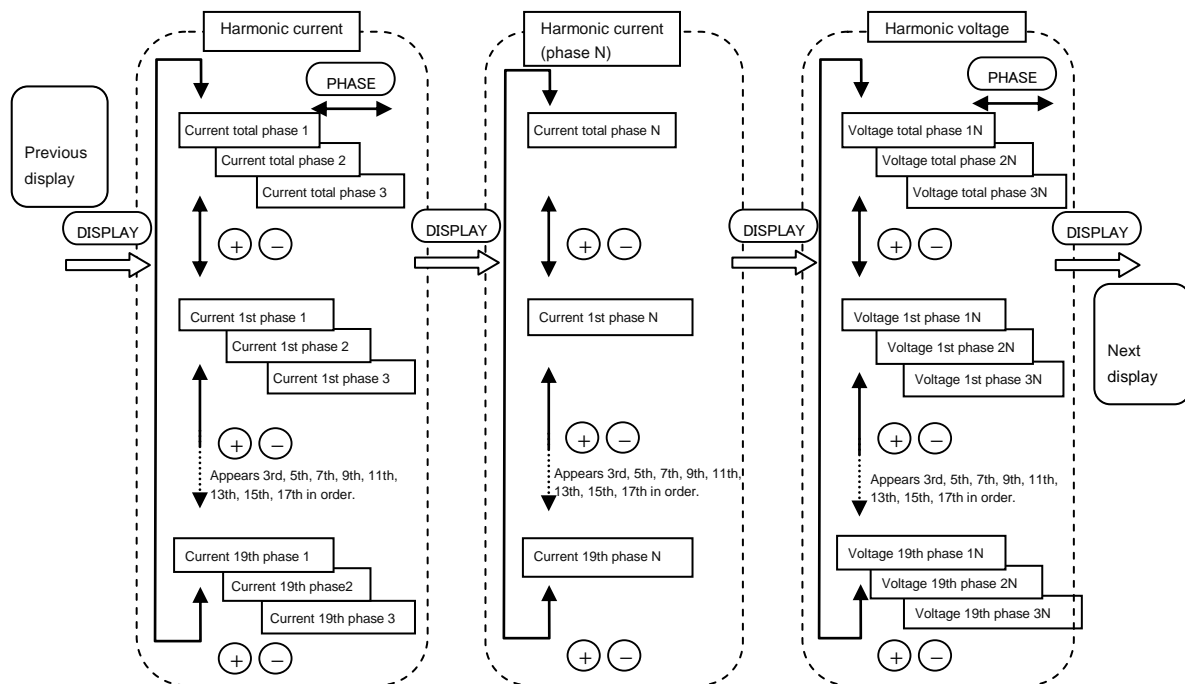 Previous
display
DISPLAY
Harmonic current
PHASE
Current total phase 1
Current total phase 2
Current total phase 3
+ −
Current 1st phase 1
Current 1st phase 2
Current 1st phase 3
+ −
Appears 3rd, 5th, 7th, 9th, 11th,
13th, 15th, 17th in order.
Current 19th phase 1
Current 19th phase2
Current 19th phase 3
+ −
DISPLAY
Harmonic current
(phase N)
Current total phase N
+ −
Current 1st phase N
+ −
Appears 3rd, 5th, 7th, 9th, 11th,
13th, 15th, 17th in order.
Current 19th phase N
+ −
DISPLAY
Harmonic voltage
PHASE
Voltage total phase 1N
Voltage total phase 2N
Voltage total phase 3N
+ −
Voltage 1st phase 1N
Voltage 1st phase 2N
Voltage 1st phase 3N
+ −
Appears 3rd, 5th, 7th, 9th, 11th,
13th, 15th, 17th in order.
Voltage 19th phase 1N
Voltage 19th phase 2N
Voltage 19th phase 3N
+ −
DISPLAY
Next
display